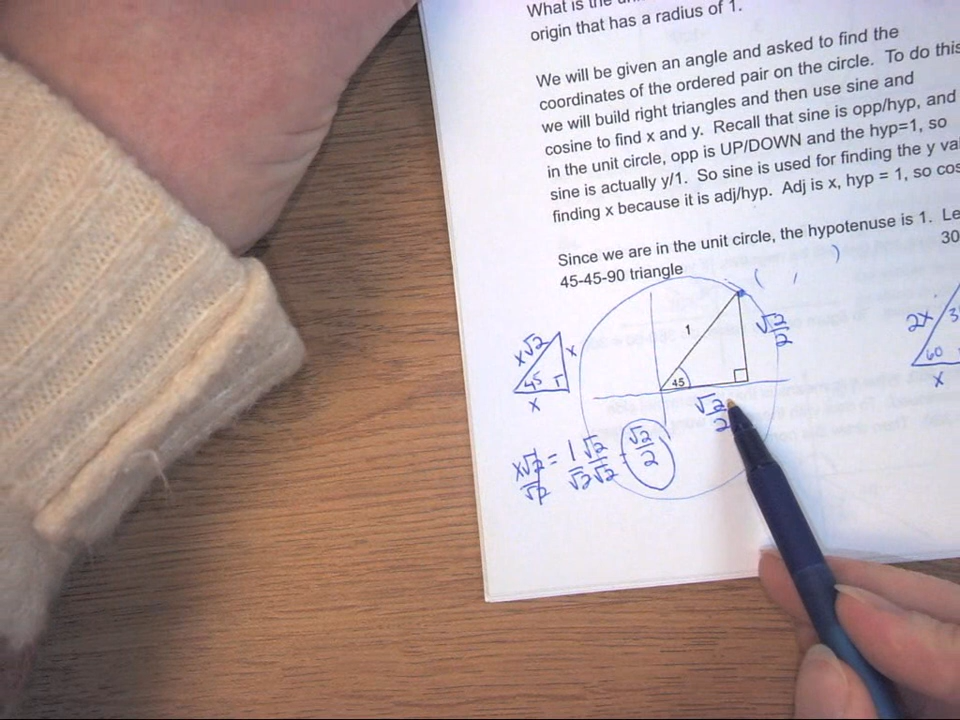 What is the
origin that has a radius of 1.
We will be given an angle and asked to find the
coordinates of the ordered pair on the circle. To do this
we will build right triangles and then use sine and
cosine to find x and y. Recall that sine is opp/hyp, and
in the unit circle, opp is UP/DOWN and the hyp=1, so
sine is actually y/1. So sine is used for finding the y
finding x because it is adj/hyp. Adj is x, hyp = 1, so
Since we are in the unit circle, the hypotenuse is 1.
45-45-90 triangle
30
( , )
x√2
x
45
x
1
45
√2/2
√2/2
2x
60
x
x√2/√2 = 1/√2 √2/√2 = √2/2